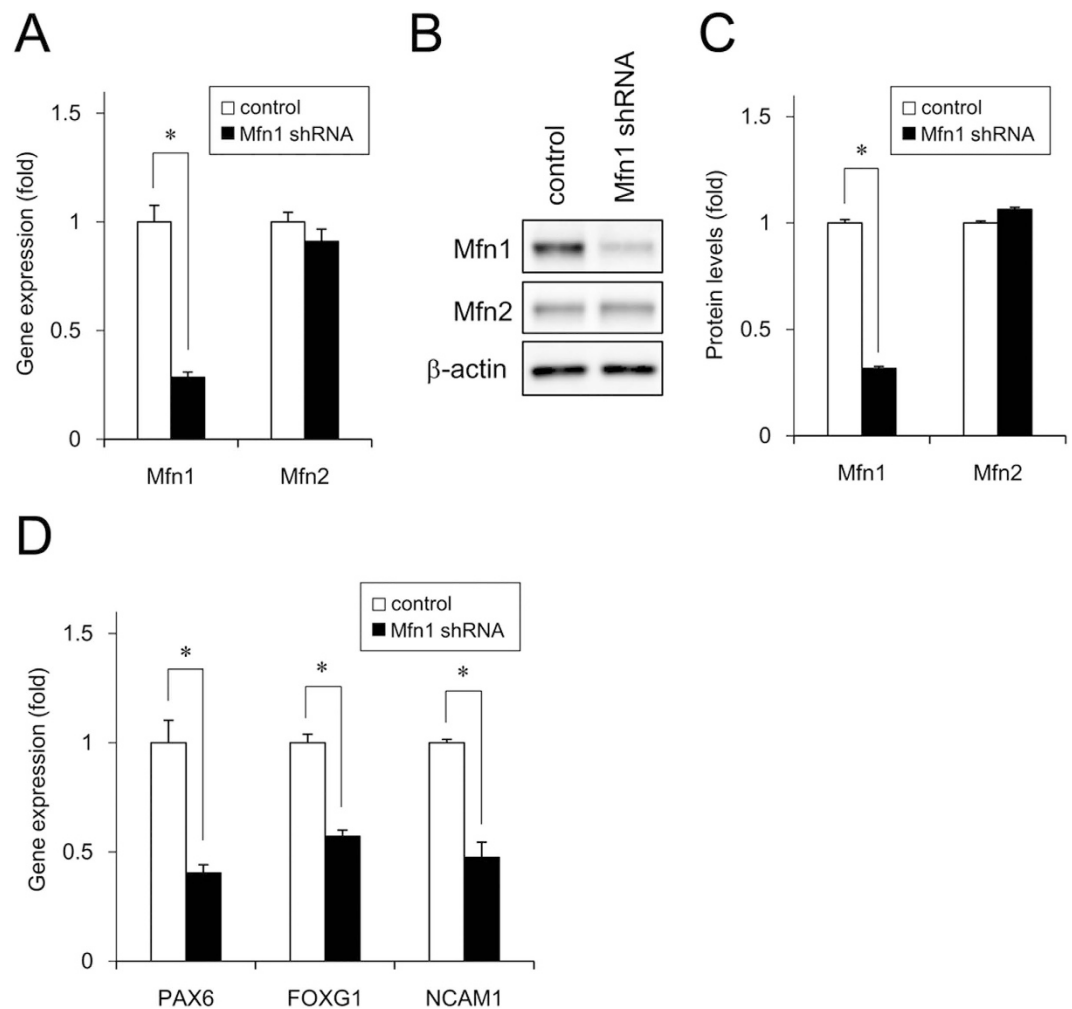 A
Gene expression (fold)
1.5
1
0.5
0
control
Mfn1 shRNA
*
Mfn1
Mfn2
B
control
Mfn1 shRNA
Mfn1
Mfn2
β-actin
C
Protein levels (fold)
1.5
1
0.5
0
control
Mfn1 shRNA
*
Mfn1
Mfn2
D
Gene expression (fold)
1.5
1
0.5
0
control
Mfn1 shRNA
*
*
*
PAX6
FOXG1
NCAM1